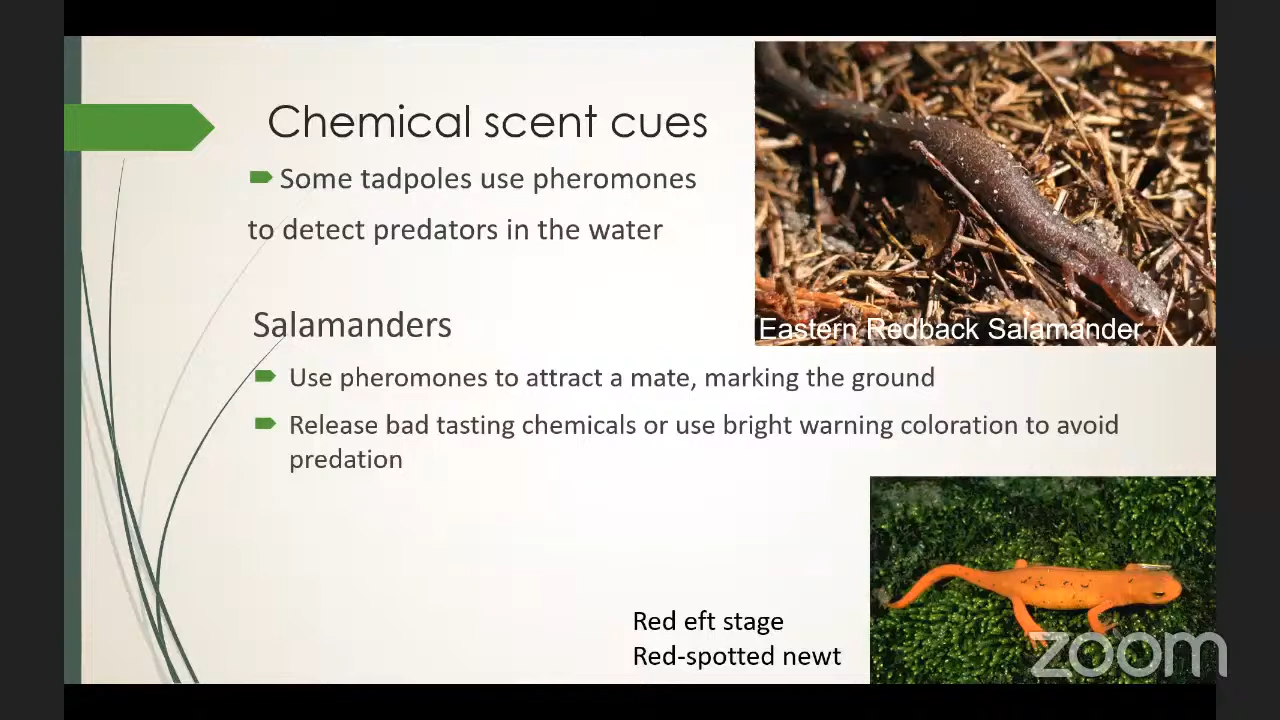 Chemical scent cues
Some tadpoles use pheromones
to detect predators in the water
Eastern Redback Salamander
Salamanders
Use pheromones to attract a mate, marking the ground
Release bad tasting chemicals or use bright warning coloration to avoid
predation
Red eft stage
Red-spotted newt
zoom